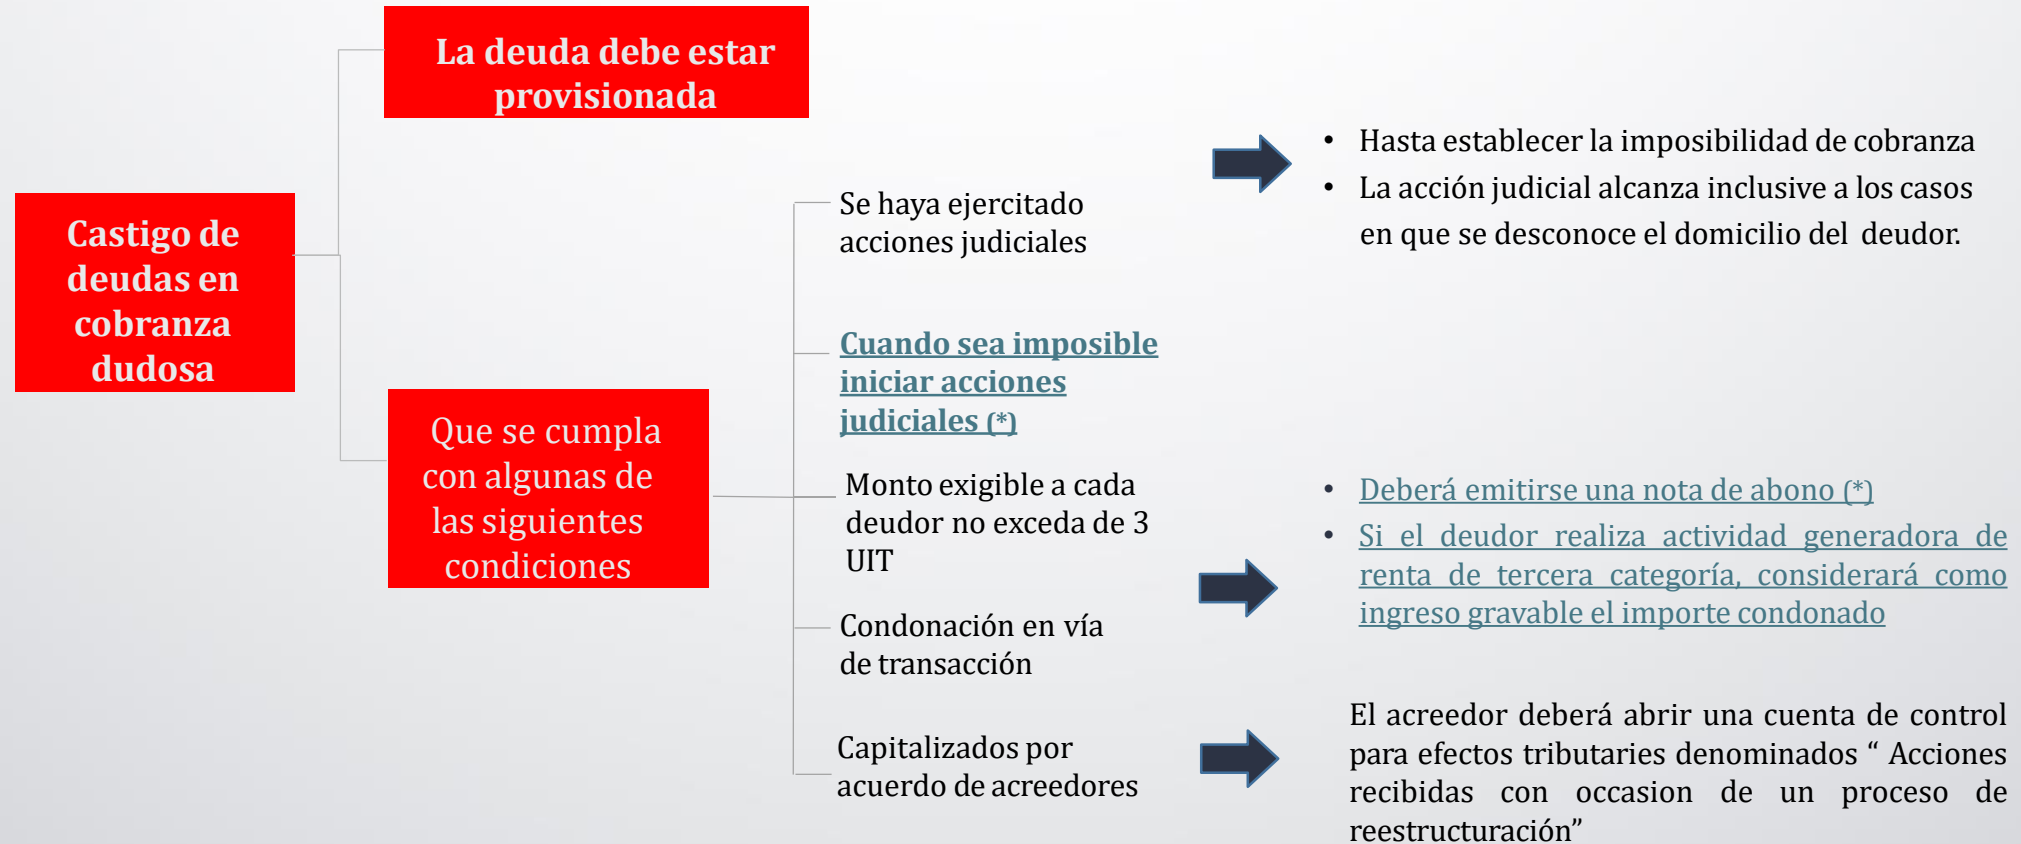 La deuda debe estar
provisionada
Castigo de
deudas en
cobranza
dudosa
Que se cumpla
con algunas de
las siguientes
condiciones
Se haya ejercitado
acciones judiciales
• Hasta establecer la imposibilidad de cobranza
• La acción judicial alcanza inclusive a los casos
en que se desconoce el domicilio del deudor.
Cuando sea imposible
iniciar acciones
judiciales (*)
Monto exigible a cada
deudor no exceda de 3
UIT
Condonación en vía
de transacción
• Deberá emitirse una nota de abono (*)
• Si el deudor realiza actividad generadora de
renta de tercera categoría, considerará como
ingreso gravable el importe condonado
Capitalizados por
acuerdo de acreedores
El acreedor deberá abrir una cuenta de control
para efectos tributaries denominados “ Acciones
recibidas con occasion de un proceso de
reestructuración”